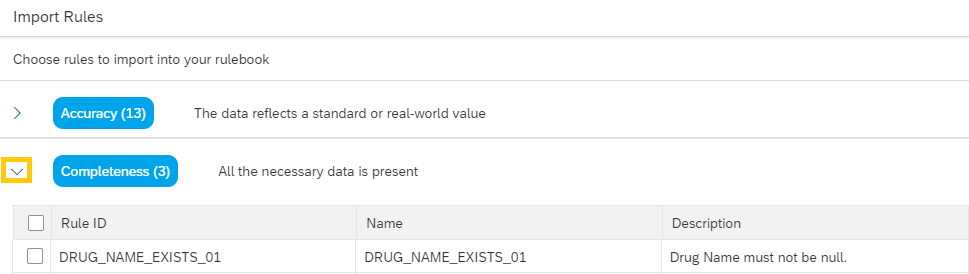 Import Rules
Choose rules to import into your rulebook
Accuracy (13) The data reflects a standard or real-world value
Completeness (3) All the necessary data is present
Rule ID Name Description
DRUG_NAME_EXISTS_01 DRUG_NAME_EXISTS_01 Drug Name must not be null.